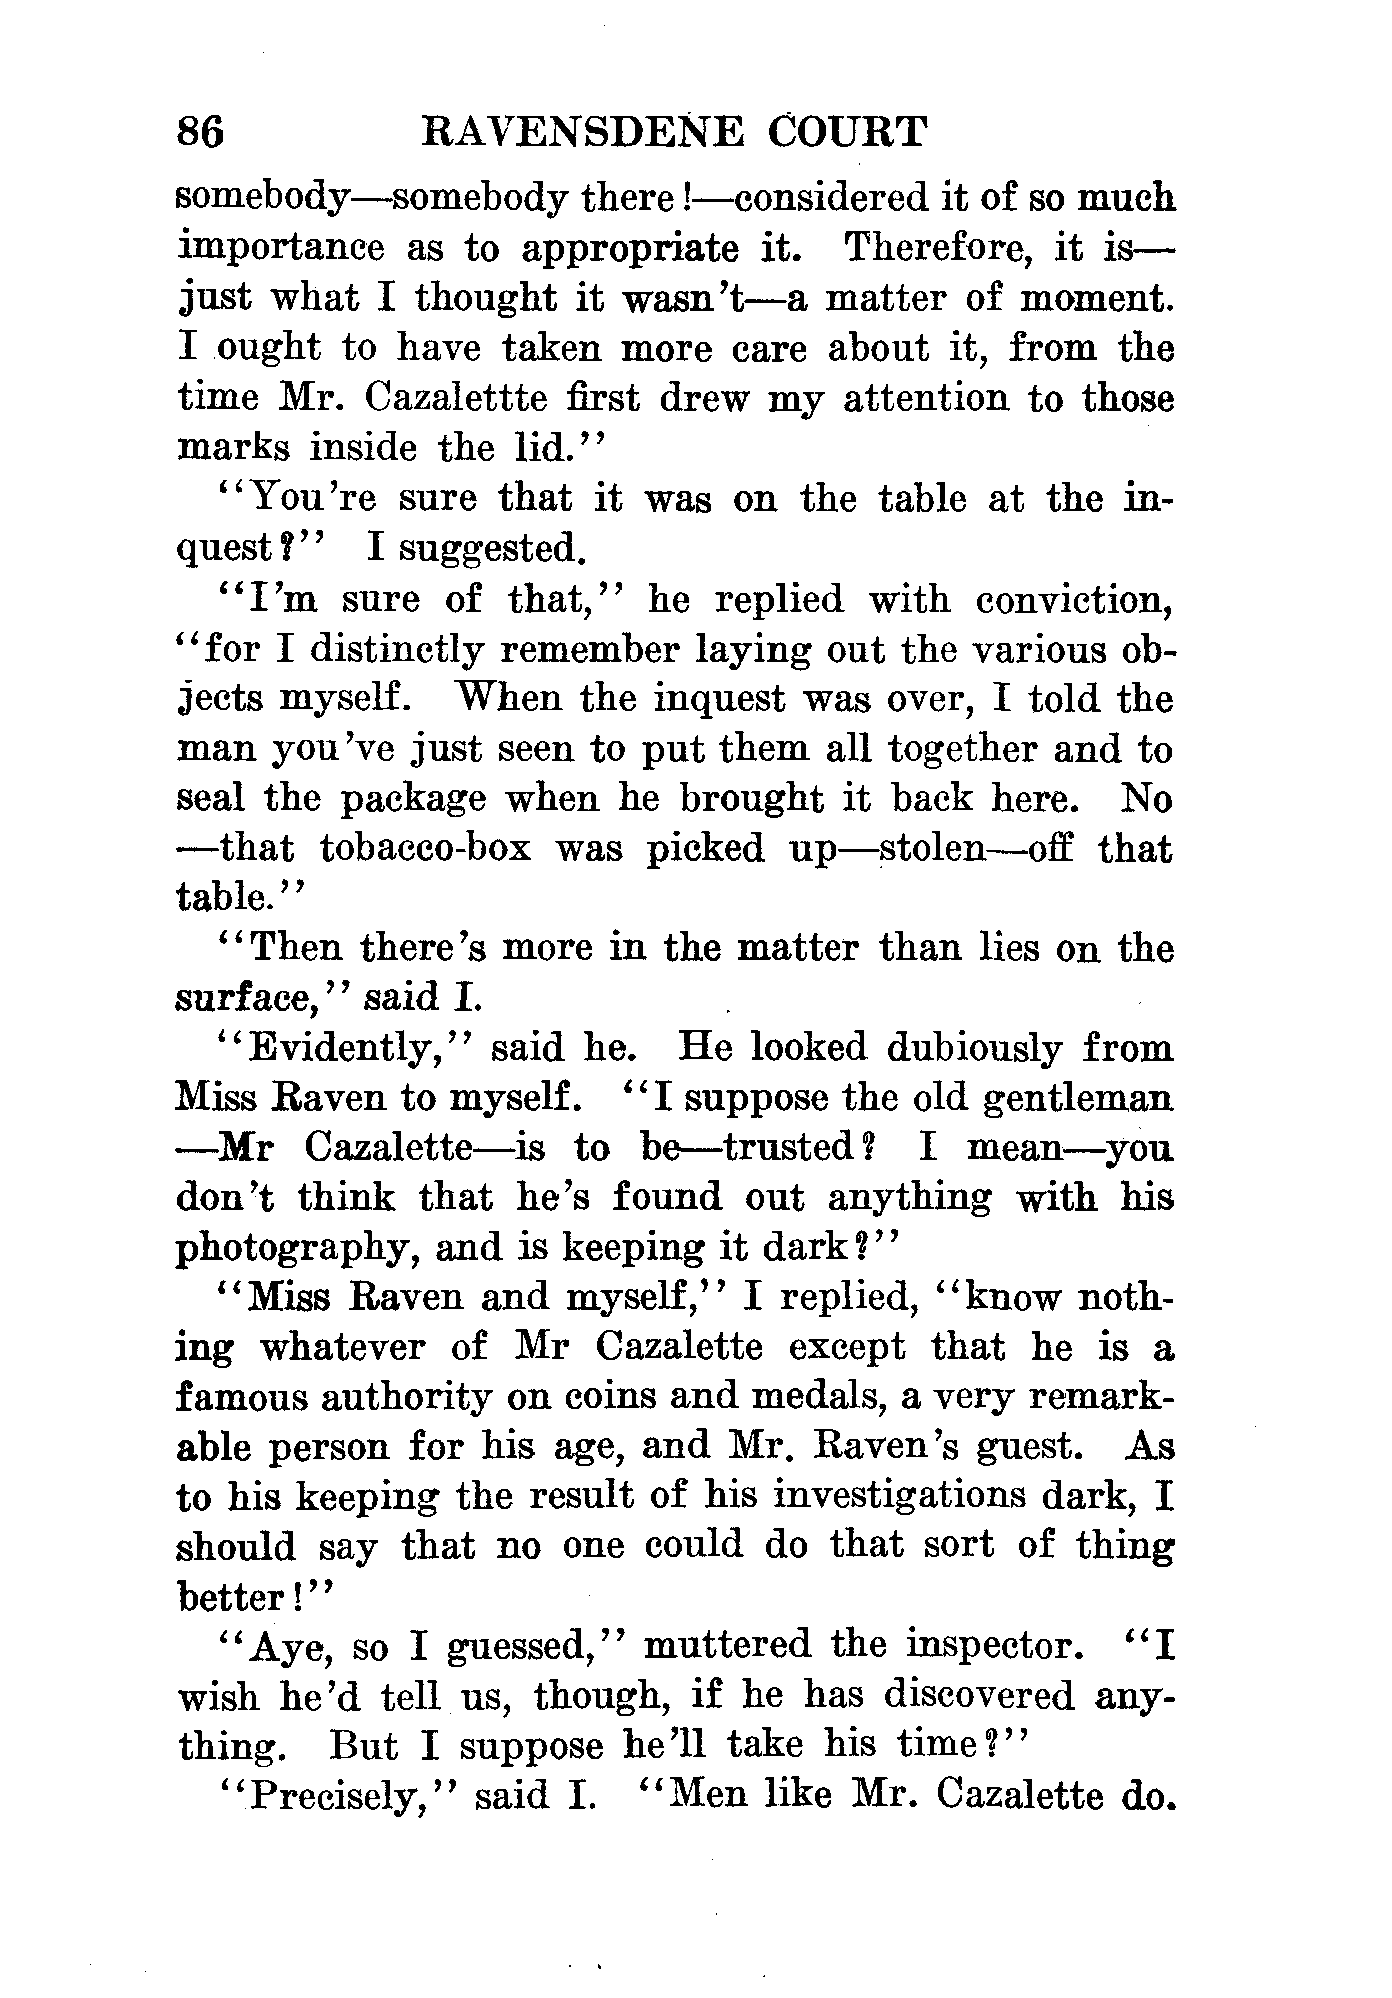 86 RAVENSDENE COURT
somebody—somebody there!—considered it of so much
importance as to appropriate it. Therefore, it is—
just what I thought it wasn't—a matter of moment.
I ought to have taken more care about it, from the
time Mr. Cazalettte first drew my attention to those
marks inside the lid."
"You're sure that it was on the table at the in-
quest?" I suggested.
"I'm sure of that," he replied with conviction,
"for I distinctly remember laying out the various ob-
jects myself. When the inquest was over, I told the
man you've just seen to put them all together and to
seal the package when he brought it back here. No
—that tobacco-box was picked up—stolen—off that
table."
"Then there's more in the matter than lies on the
surface," said I.
"Evidently," said he. He looked dubiously from
Miss Raven to myself. "I suppose the old gentleman
—Mr Cazalette—is to be—trusted? I mean—you
don't think that he's found out anything with his
photography, and is keeping it dark?"
"Miss Raven and myself," I replied, "know noth-
ing whatever of Mr Cazalette except that he is a
famous authority on coins and medals, a very remark-
able person for his age, and Mr. Raven's guest. As
to his keeping the result of his investigations dark, I
should say that no one could do that sort of thing
better!"
"Aye, so I guessed," muttered the inspector. "I
wish he'd tell us, though, if he has discovered any-
thing. But I suppose he'll take his time?"
"Precisely," said I. "Men like Mr. Cazalette do.